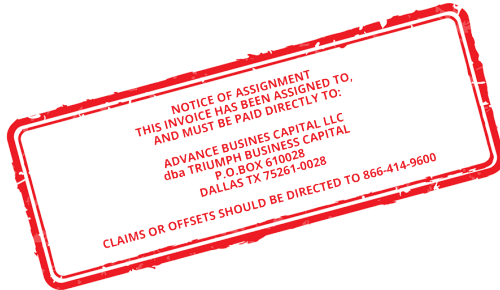 NOTICE OF ASSIGNMENT
THIS INVOICE HAS BEEN ASSIGNED TO,
AND MUST BE PAID DIRECTLY TO:
ADVANCE BUSINES CAPITAL LLC
dba TRIUMPH BUSINESS CAPITAL
P.O.BOX 610028
DALLAS TX 75261-0028
CLAIMS OR OFFSETS SHOULD BE DIRECTED TO 866-414-9600